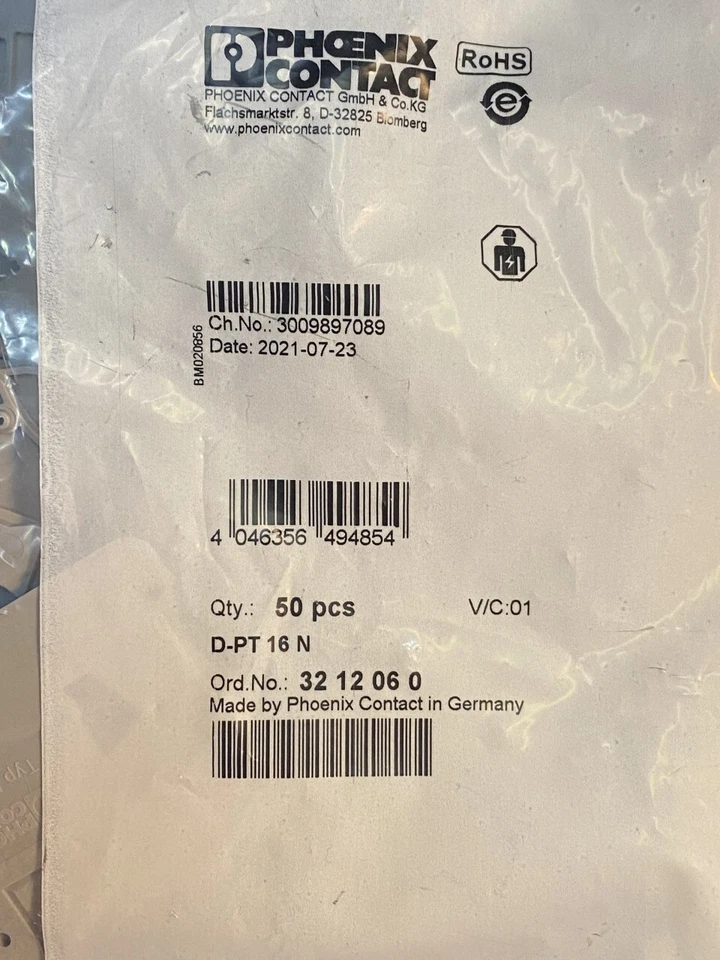 PHŒNIX
CONTACT
RoHS
PHOENIX CONTACT GmbH & Co.KG
Flachsmarktstr. 8, D-32825 Blomberg
www.phoenixcontact.com
e
Ch.No.: 3009897089
Date: 2021-07-23
BM020856
4 046356 494854
Qty.: 50 pcs V/C:01
D-PT 16 N
Ord.No.: 32 12 06 0
Made by Phoenix Contact in Germany